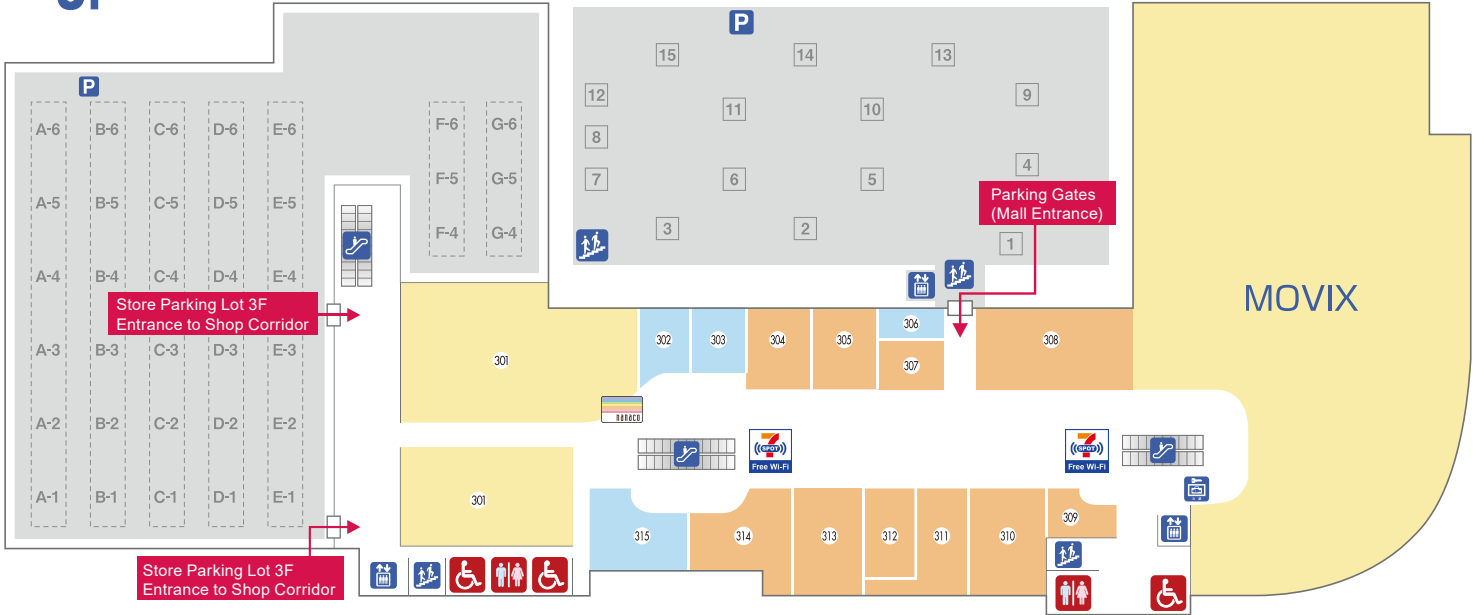 P
15
14
13
P
12
11
10
9
A-6
B-6
C-6
D-6
E-6
F-6
G-6
8
4
7
6
5
F-5
G-5
Parking Gates
(Mall Entrance)
A-5
B-5
C-5
D-5
E-5
3
2
1
F-4
G-4
A-4
B-4
C-4
D-4
E-4
Store Parking Lot 3F
Entrance to Shop Corridor
MOVIX
A-3
B-3
C-3
D-3
E-3
301
302
303
304
305
306
307
308
nanaco
A-2
B-2
C-2
D-2
E-2
7
SPOT
Free Wi-Fi
7
SPOT
Free Wi-Fi
A-1
B-1
C-1
D-1
E-1
301
315
314
313
312
311
310
309
Store Parking Lot 3F
Entrance to Shop Corridor